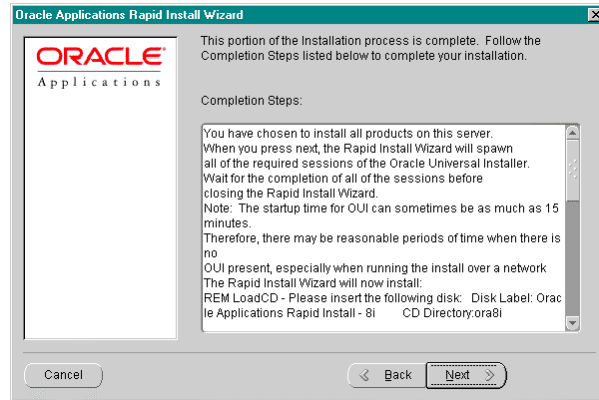 Oracle Applications Rapid Install Wizard
ORACLE
Applications
This portion of the Installation process is complete. Follow the
Completion Steps listed below to complete your installation.
Completion Steps:
You have chosen to install all products on this server.
When you press next, the Rapid Install Wizard will spawn
all of the required sessions of the Oracle Universal Installer.
Wait for the completion of all of the sessions before
closing the Rapid Install Wizard.
Note: The startup time for OUI can sometimes be as much as 15
minutes.
Therefore, there may be reasonable periods of time when there is
no
OUI present, especially when running the install over a network
The Rapid Install Wizard will now install:
REM LoadCD - Please insert the following disk: Disk Label: Orac
le Applications Rapid Install - 8i CD Directory:ora8i
Cancel
Back
Next